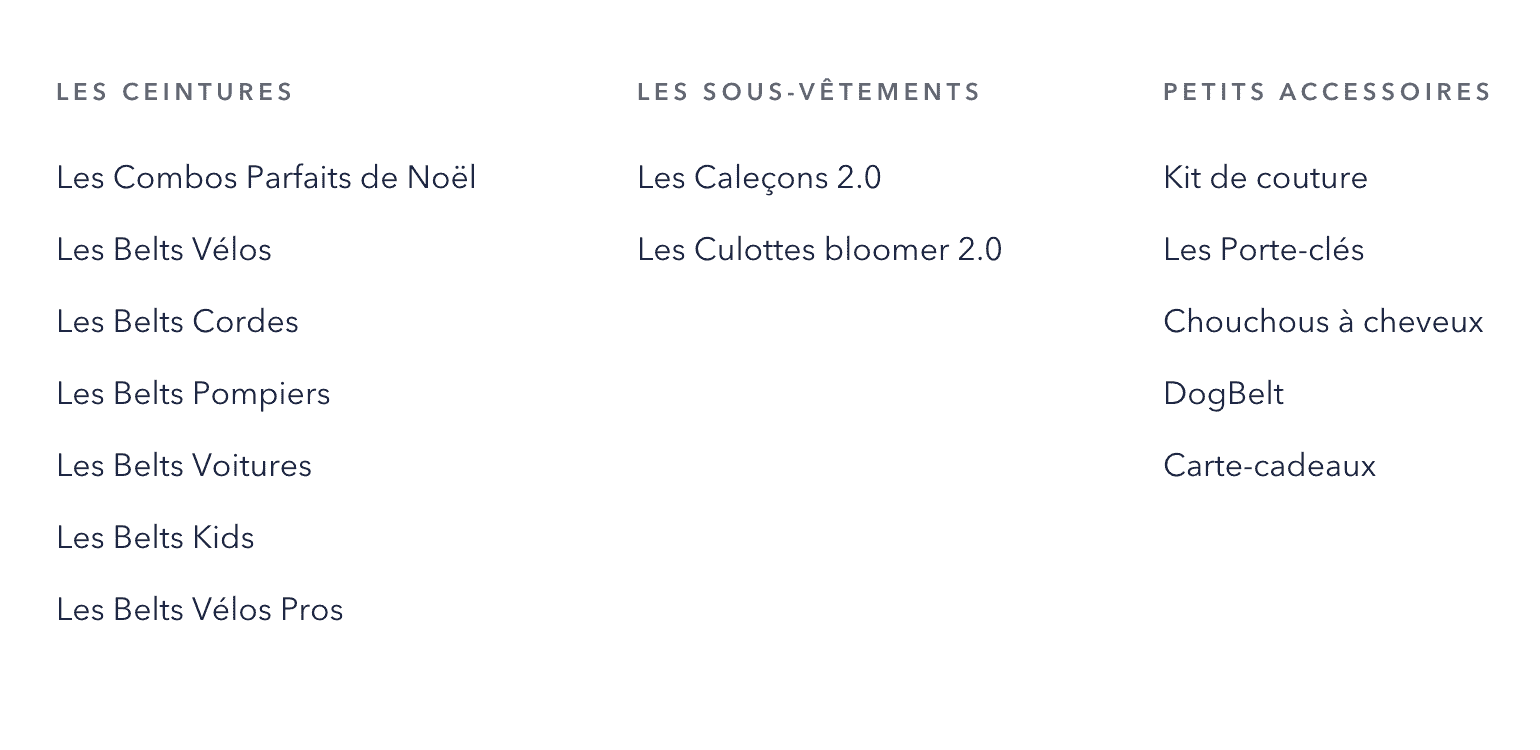 LES CEINTURES
Les Combos Parfaits de Noël
Les Belts Vélos
Les Belts Cordes
Les Belts Pompiers
Les Belts Voitures
Les Belts Kids
Les Belts Vélos Pros
LES SOUS-VÊTEMENTS
Les Caleçons 2.0
Les Culottes bloomer 2.0
PETITS ACCESSOIRES
Kit de couture
Les Porte-clés
Chouchous à cheveux
DogBelt
Carte-cadeaux